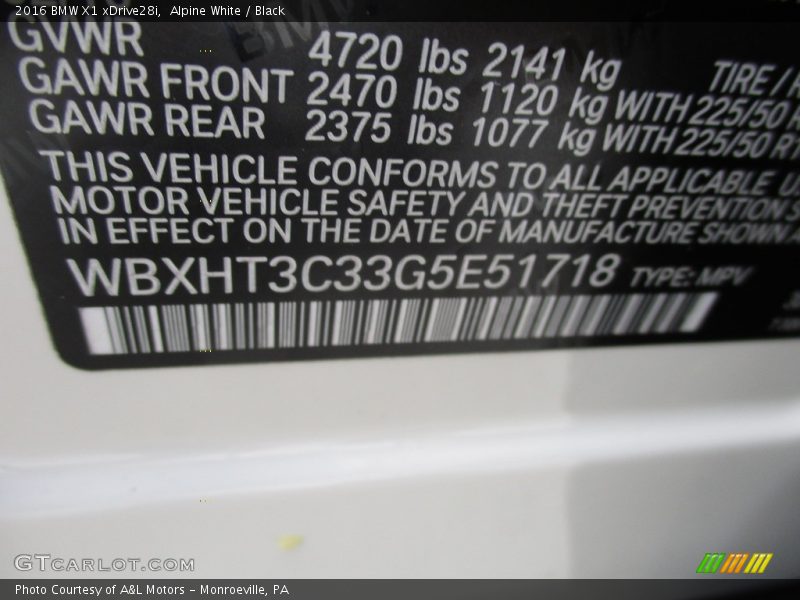 2016 BMW X1 xDrive28i, Alpine White / Black
GVWR 4720 lbs 2141 kg
GAWR FRONT 2470 lbs 1120 kg WITH 225/50 TIRE /
GAWR REAR 2375 lbs 1077 kg WITH 225/50
THIS VEHICLE CONFORMS TO ALL APPLICABLE
MOTOR VEHICLE SAFETY AND THEFT PREVENTION
IN EFFECT ON THE DATE OF MANUFACTURE SHOWN
WBXHT3C33G5E51718 TYPE: MPV
GTCARLOT.COM
Photo Courtesy of A&L Motors – Monroeville, PA